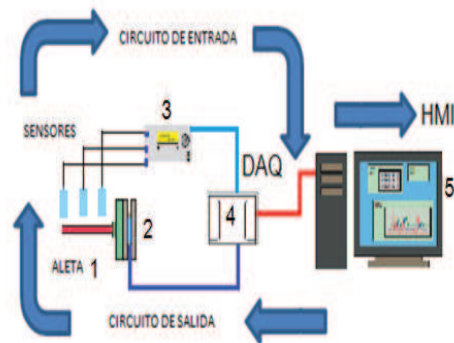 CIRCUITO DE ENTRADA
3
HMI
SENSORES
DAQ
5
2
4
ALETA 1
CIRCUITO DE SALIDA